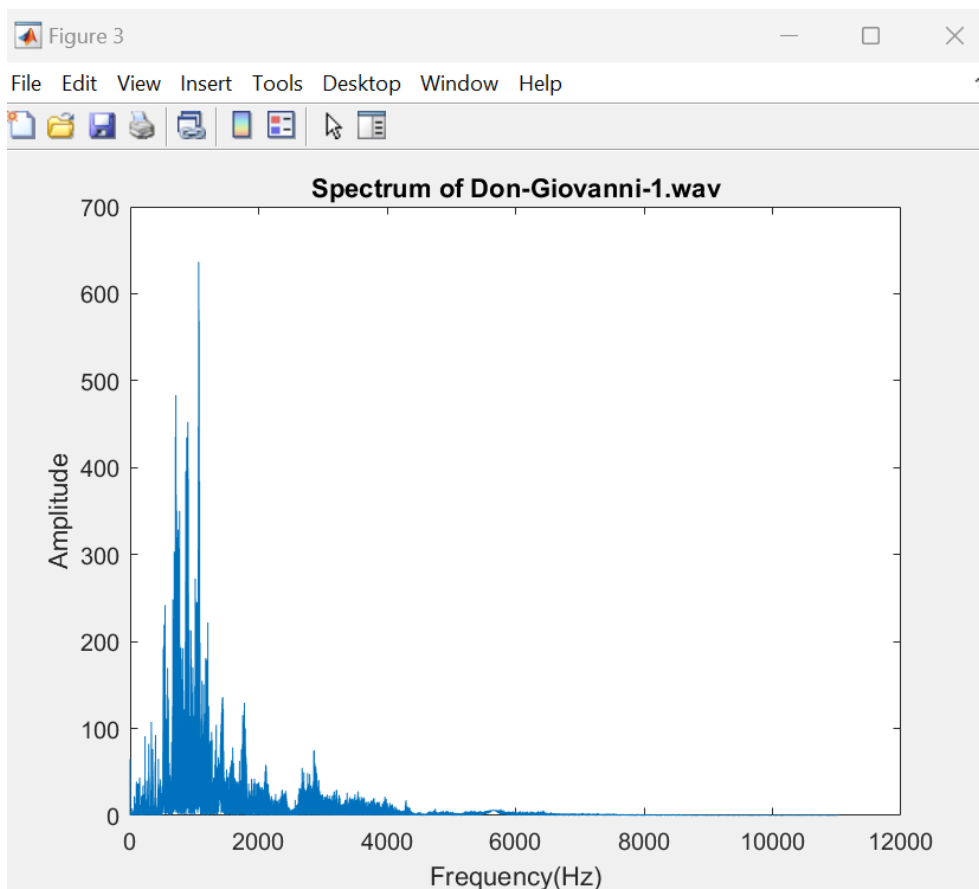 Figure 3
File Edit View Insert Tools Desktop Window Help
Spectrum of Don-Giovanni-1.wav
700
600
500
400
300
200
100
0
Amplitude
0 2000 4000 6000 8000 10000 12000
Frequency(Hz)